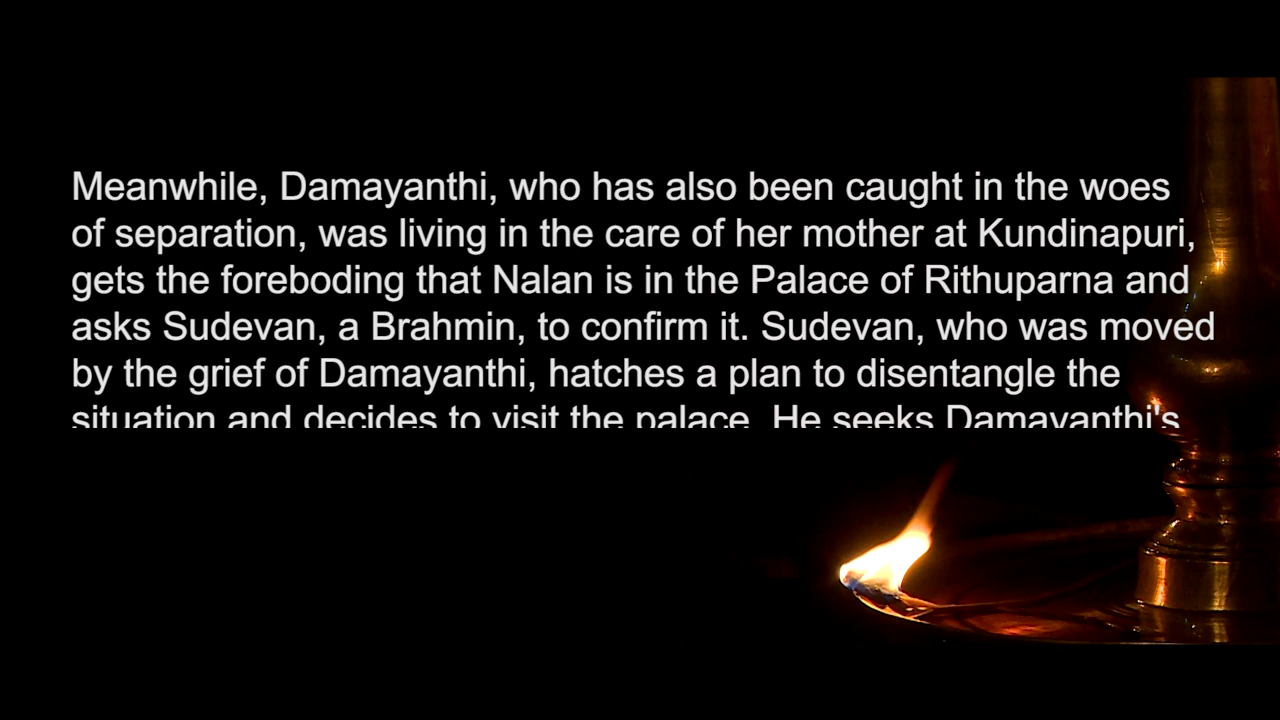 Meanwhile, Damayanthi, who has also been caught in the woes
of separation, was living in the care of her mother at Kundinapuri,
gets the foreboding that Nalan is in the Palace of Rithuparna and
asks Sudevan, a Brahmin, to confirm it. Sudevan, who was moved
by the grief of Damayanthi, hatches a plan to disentangle the
situation and decides to visit the palace. He seeks Damayanthi's